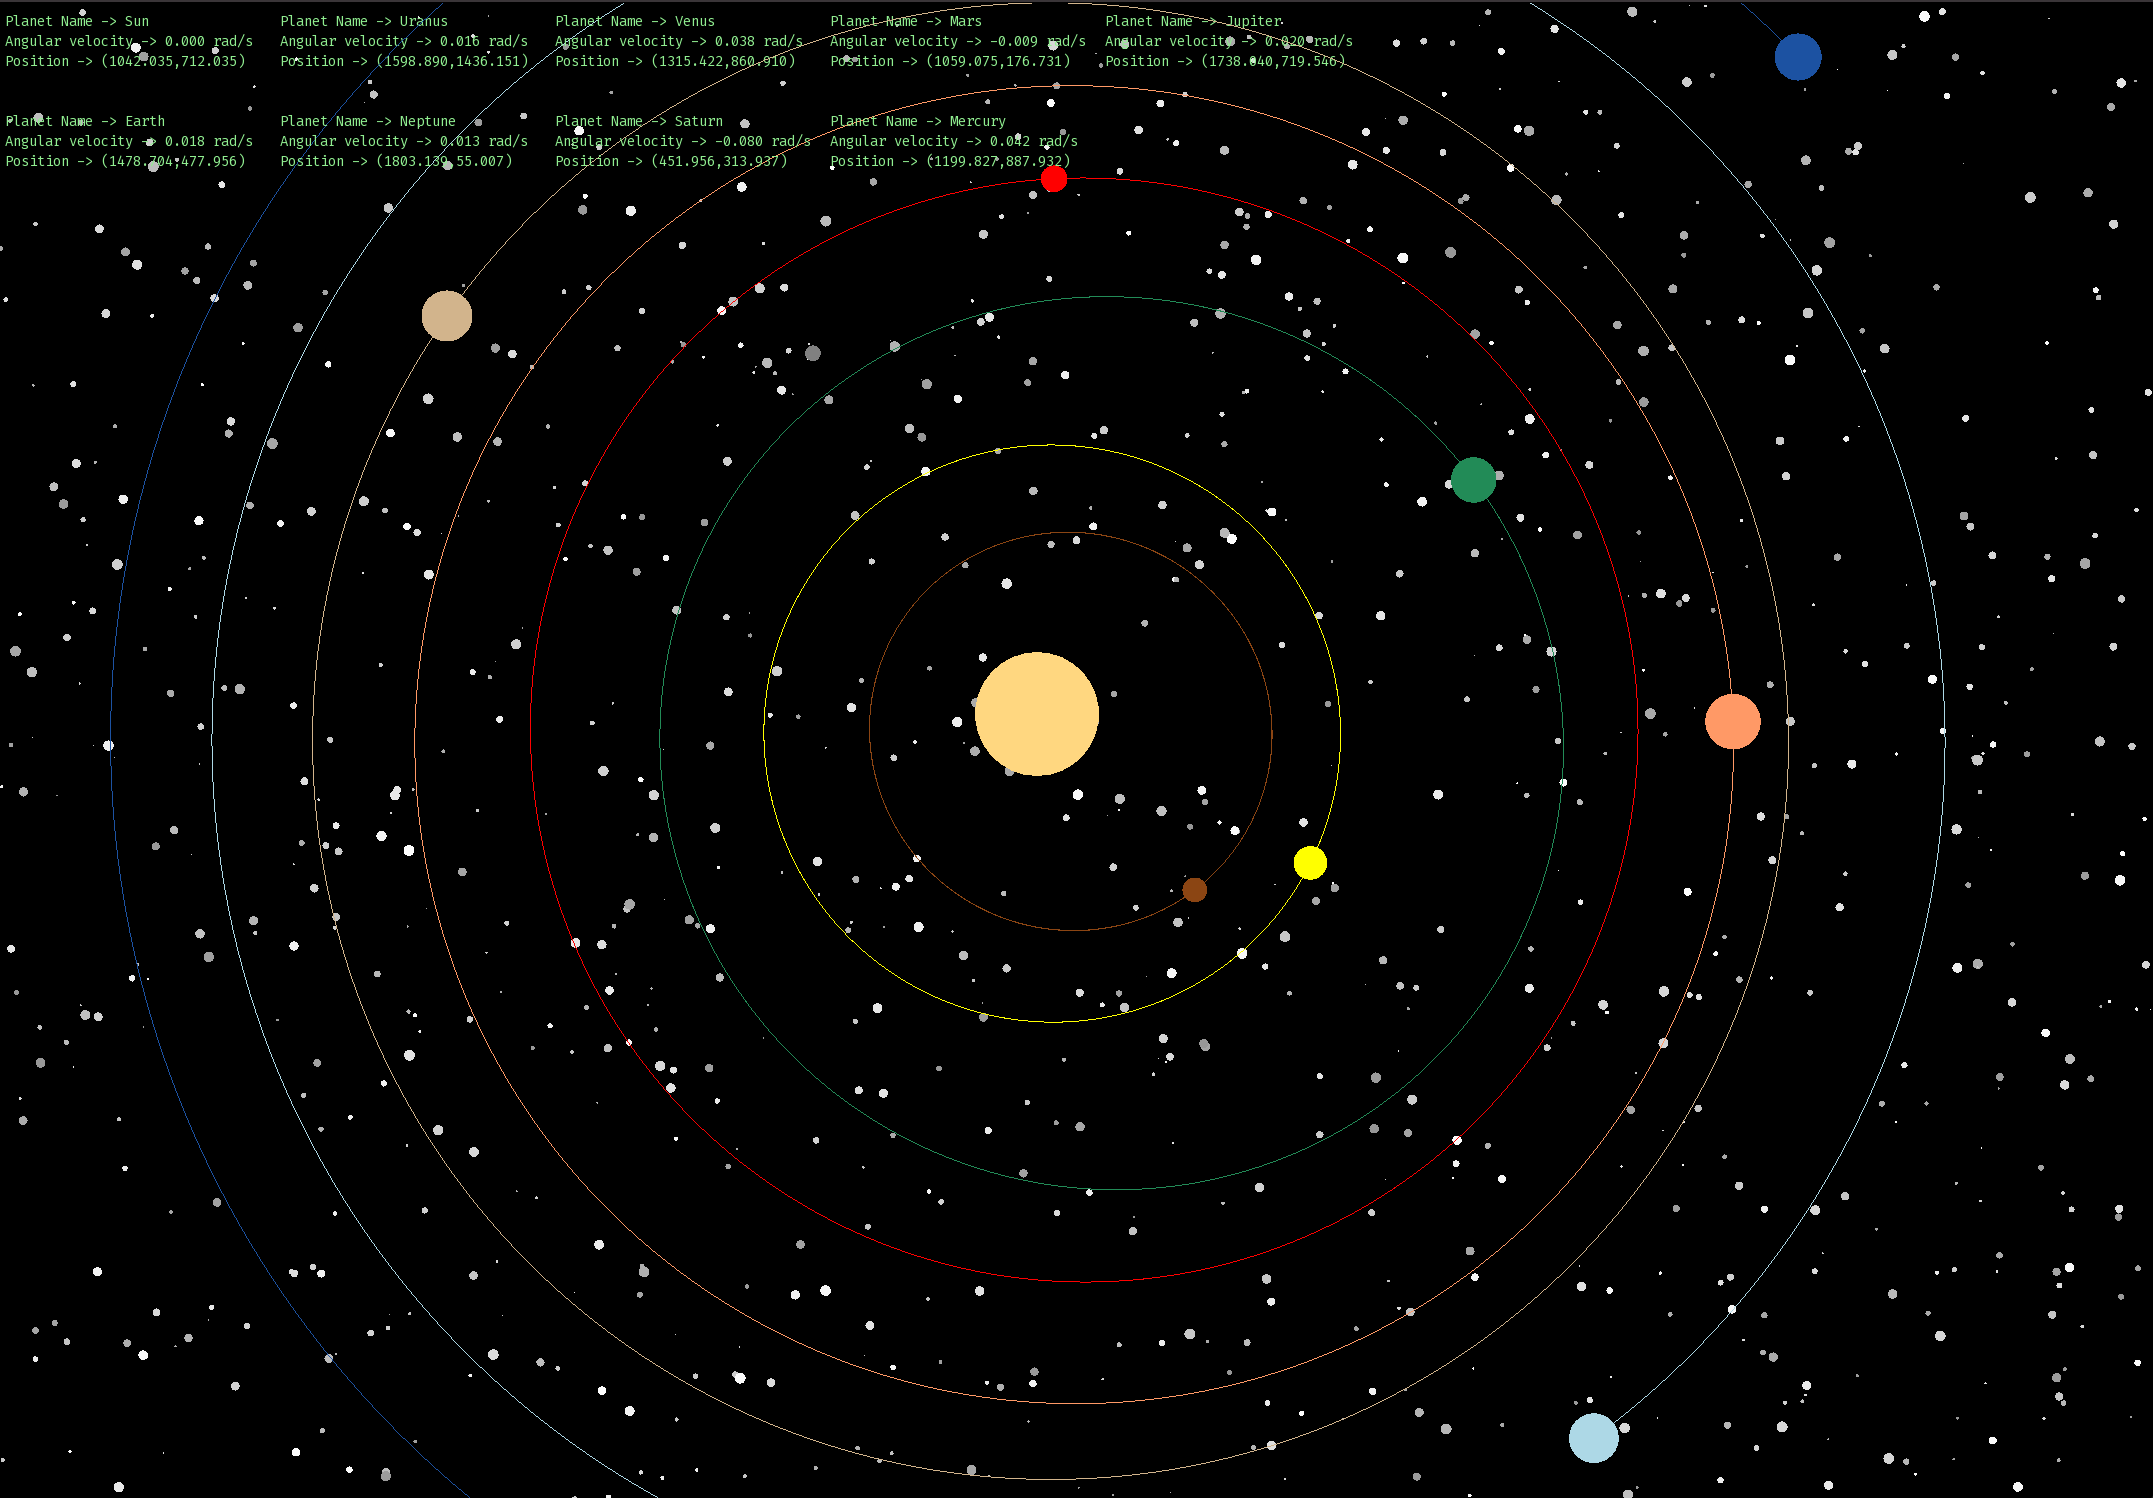 Planet Name -> Sun
Angular velocity -> 0.000 rad/s
Position -> (1042.035,712.035)
Planet Name -> Uranus
Angular velocity -> 0.016 rad/s
Position -> (1598.890,1436.151)
Planet Name -> Venus
Angular velocity -> 0.038 rad/s
Position -> (1315.422,860.910)
Planet Name -> Mars
Angular velocity -> -0.009 rad/s
Position -> (1059.075,176.731)
Planet Name -> Jupiter
Angular velocity -> 0.020 rad/s
Position -> (1738.040,719.546)
Planet Name -> Earth
Angular velocity -> 0.018 rad/s
Position -> (1478.704,477.956)
Planet Name -> Neptune
Angular velocity -> 0.013 rad/s
Position -> (1803.139,55.007)
Planet Name -> Saturn
Angular velocity -> -0.080 rad/s
Position -> (451.956,313.937)
Planet Name -> Mercury
Angular velocity -> 0.042 rad/s
Position -> (1199.827,887.932)